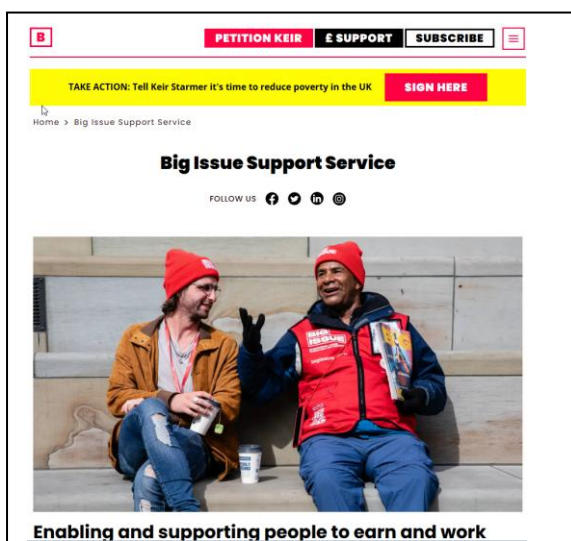 B
PETITION KEIR £ SUPPORT SUBSCRIBE
TAKE ACTION: Tell Keir Starmer it's time to reduce poverty in the UK SIGN HERE
Home > Big Issue Support Service
Big Issue Support Service
FOLLOW US
BIG
ISSUE
BIG
Enabling and supporting people to earn and work